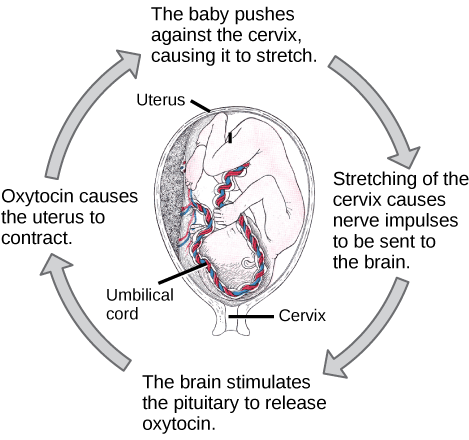 The baby pushes
against the cervix,
causing it to stretch.
Uterus
Stretching of the
cervix causes
nerve impulses
to be sent to
the brain.
Oxytocin causes
the uterus to
contract.
Umbilical
cord
Cervix
The brain stimulates
the pituitary to release
oxytocin.